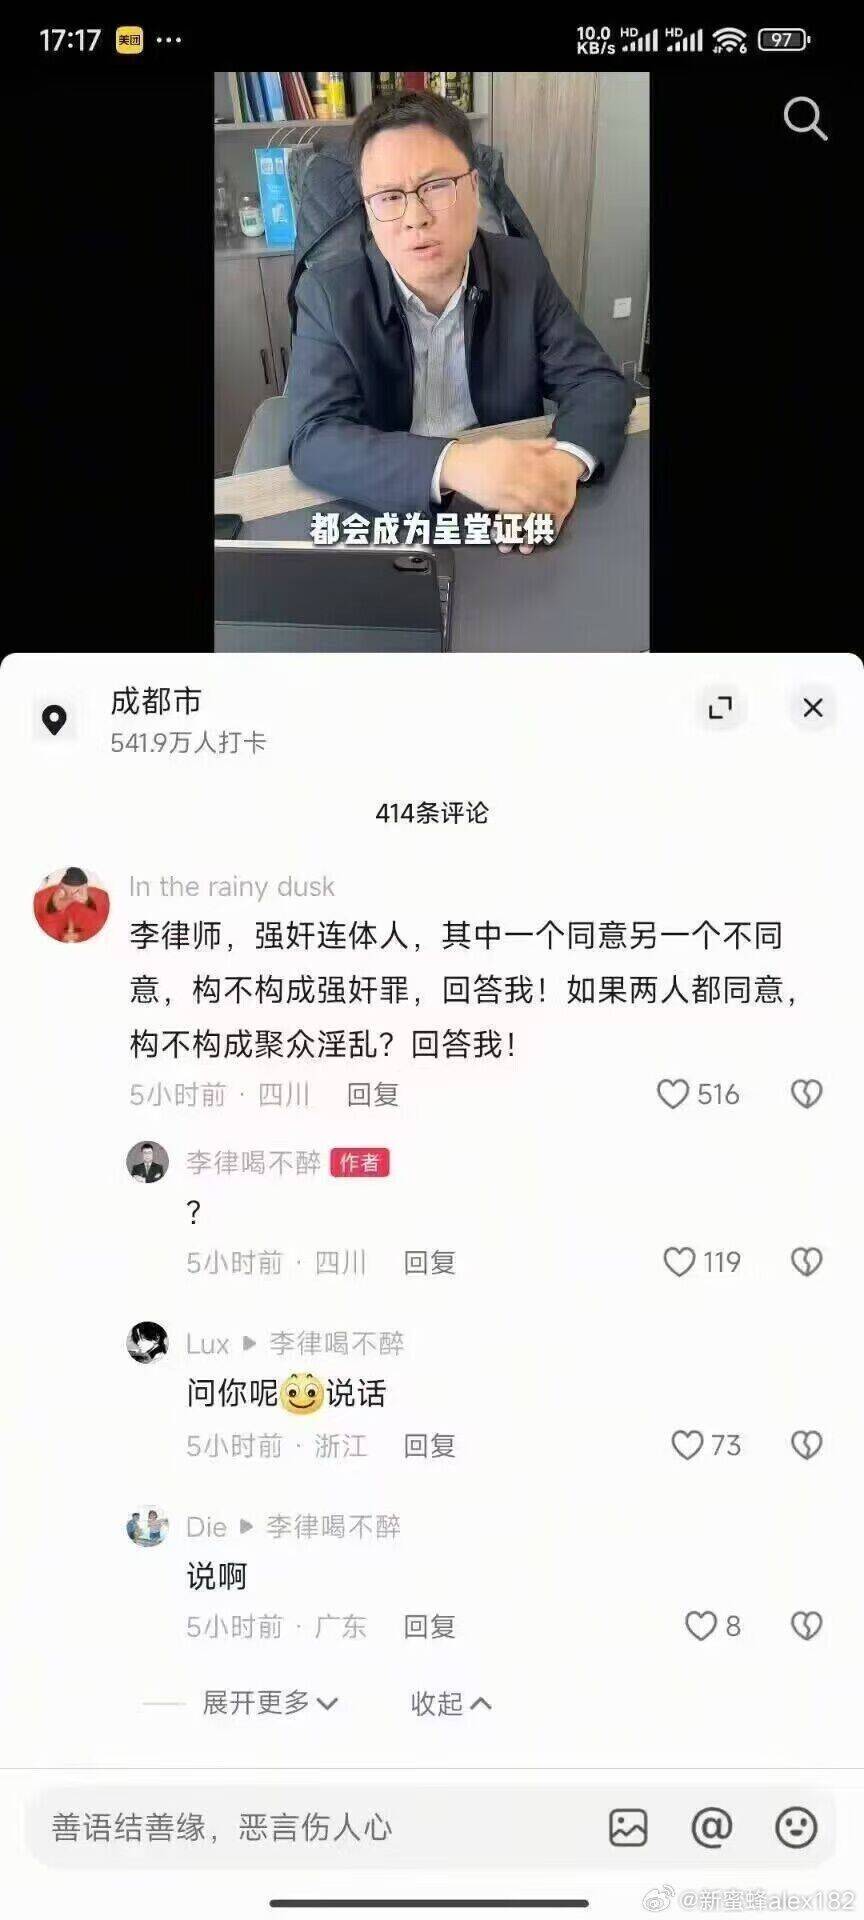 17:17 美团 ••• 10.0 KB/s HD HD 6 97
都会成为呈堂证供
成都市
541.9万人打卡
414条评论
In the rainy dusk
李律师，强奸连体人，其中一个同意另一个不同
意，构不构成强奸罪，回答我！如果两人都同意，
构不构成聚众淫乱？回答我！
5小时前 · 四川 回复 516
李律喝不醉 作者
？
5小时前 · 四川 回复 119
Lux ▶ 李律喝不醉
问你呢说话
5小时前 · 浙江 回复 73
Die ▶ 李律喝不醉
说啊
5小时前 · 广东 回复 8
展开更多 收起
善语结善缘，恶言伤人心 @
@新蜜蜂alex182